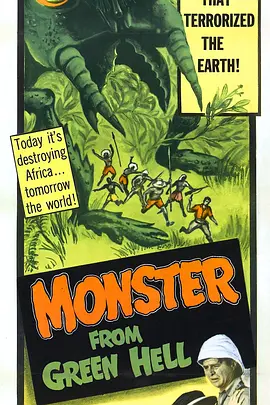 THAT
TERRORIZED
THE
EARTH!
Today it's
destroying
Africa...
tomorrow
the world!
MONSTER
FROM
GREEN HELL